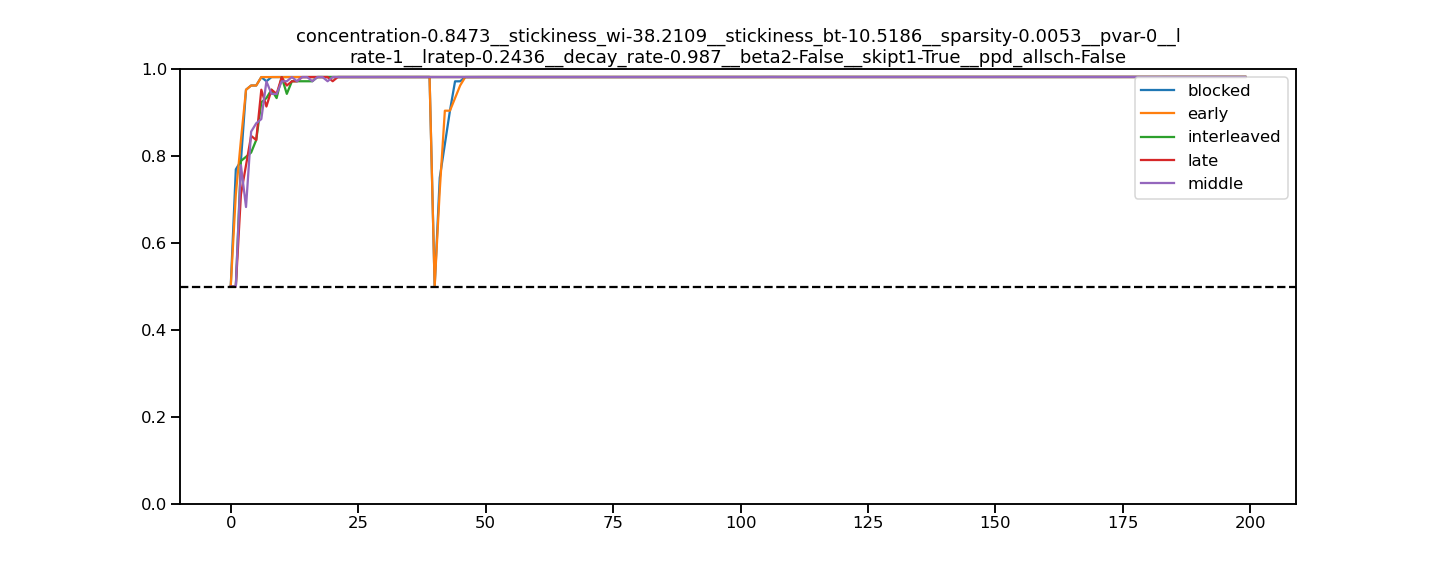 concentration-0.8473__stickiness_wi-38.2109__stickiness_bt-10.5186__sparsity-0.0053__pvar-0__l
rate-1__lratep-0.2436__decay_rate-0.987__beta2-False__skipt1-True__ppd_allsch-False
1.0
0.8
0.6
0.4
0.2
0.0
blocked
early
interleaved
late
middle
0 25 50 75 100 125 150 175 200